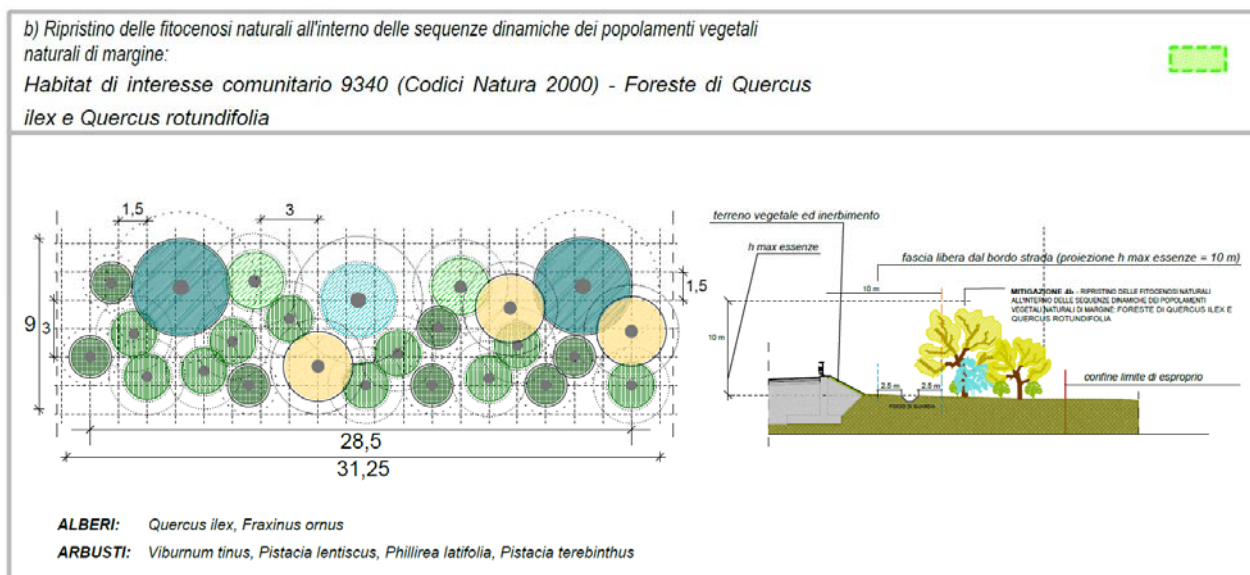 b) Ripristino delle fitocenosi naturali all'interno delle sequenze dinamiche dei popolamenti vegetali
naturali di margine:
Habitat di interesse comunitario 9340 (Codici Natura 2000) - Foreste di Quercus
ilex e Quercus rotundifolia
1,5
3
9
3
1,5
28,5
31,25
terreno vegetale ed inerbimento
h max essenze
fascia libera dal bordo strada (proiezione h max essenze = 10 m)
10 m
MITIGAZIONE 4b - RIPRISTINO DELLE FITOCENOSI NATURALI
ALL'INTERNO DELLE SEQUENZE DINAMICHE DEI POPOLAMENTI
VEGETALI NATURALI DI MARGINE: FORESTE DI QUERCUS ILEX E
QUERCUS ROTUNDIFOLIA
10 m
confine limite di esproprio
2.5 m
2.5 m
FOSSO DI GUARDIA
ALBERI: Quercus ilex, Fraxinus ornus
ARBUSTI: Viburnum tinus, Pistacia lentiscus, Phillirea latifolia, Pistacia terebinthus